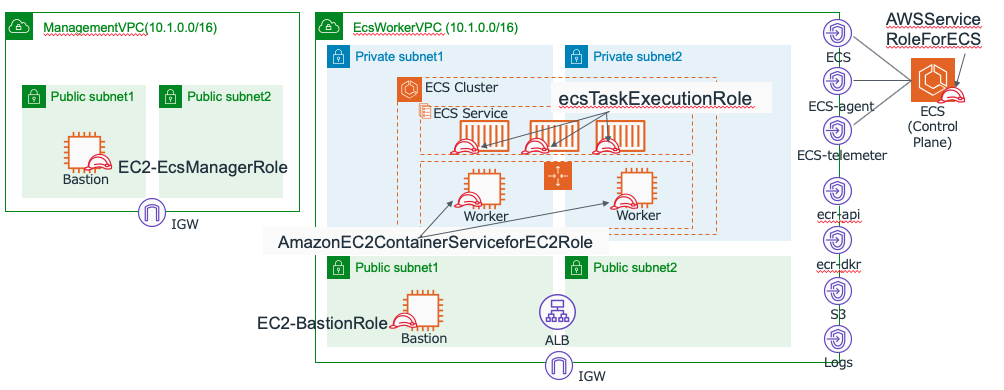 ManagementVPC(10.1.0.0/16)
Public subnet1
Public subnet2
EC2-EcsManagerRole
Bastion
IGW
EcsWorkerVPC (10.1.0.0/16)
Private subnet1
Private subnet2
ECS Cluster
ECS Service
ecsTaskExecutionRole
Worker
Worker
AmazonEC2ContainerServiceforEC2Role
Public subnet1
Public subnet2
EC2-BastionRole
Bastion
ALB
IGW
ECS
ECS-agent
ECS-telemeter
ecr-api
ecr-dkr
S3
Logs
AWSService
RoleForECS
ECS
(Control
Plane)